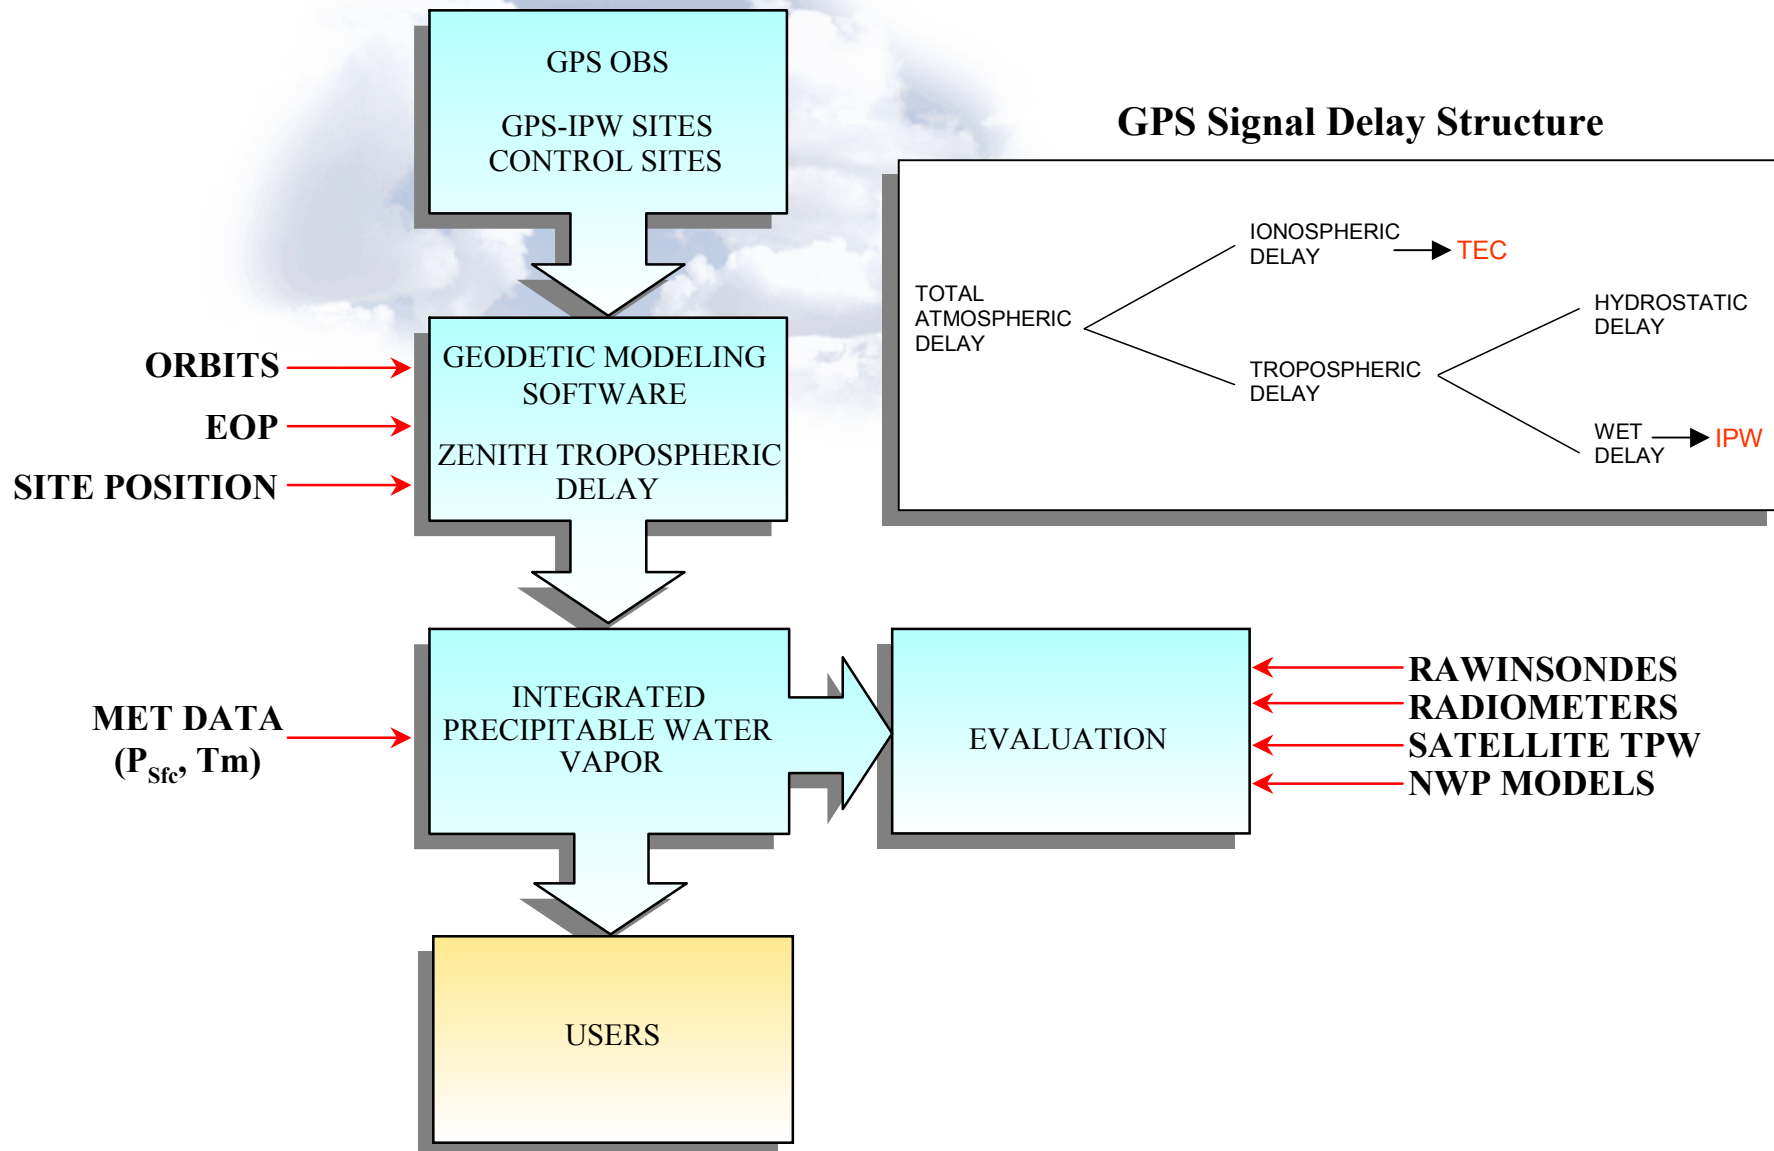 GPS OBS
GPS-IPW SITES
CONTROL SITES
GPS Signal Delay Structure
TOTAL
ATMOSPHERIC
DELAY
IONOSPHERIC
DELAY
TEC
TROPOSPHERIC
DELAY
HYDROSTATIC
DELAY
WET
DELAY
IPW
ORBITS
EOP
SITE POSITION
GEODETIC MODELING
SOFTWARE
ZENITH TROPOSPHERIC
DELAY
MET DATA
(P_Sfc, Tm)
INTEGRATED
PRECIPITABLE WATER
VAPOR
EVALUATION
RAWINSONDES
RADIOMETERS
SATELLITE TPW
NWP MODELS
USERS